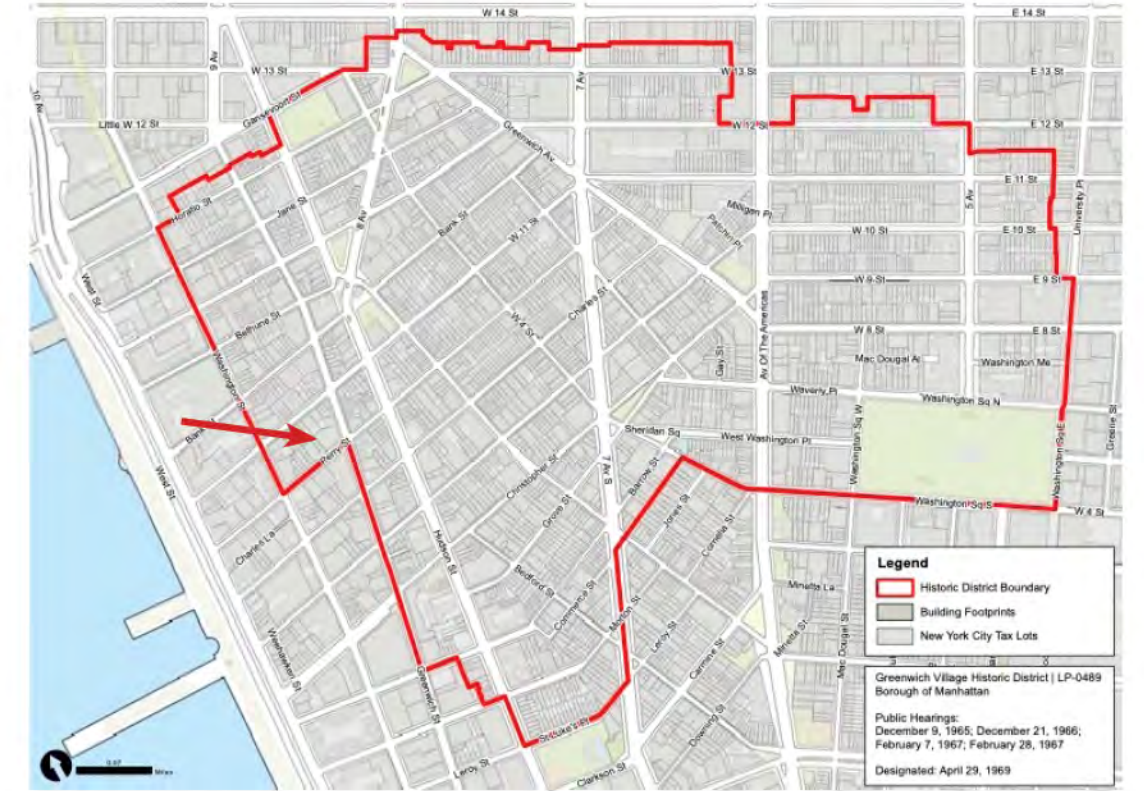 W 14 St
E 14 St
9 Av
W 13 St
7 Av
W 13 St
E 13 St
10 Av
Gansevoort St
Little W 12 St
W 12 St
E 12 St
Greenwich Av
E 11 St
Horatio St
Jane St
8 Av
Bank St
W 11 St
Milligan Pl
Patchin Pl
W 10 St
5 Av
E 10 St
University Pl
West St
W 9 St
E 9 St
Charles St
W 4 St
Bethune St
Av Of The Americas
W 8 St
E 8 St
Gay St
Mac Dougal Al
Washington Me
Washington St
Waverly Pl
Washington Sq N
Bank St
Perry St
Sheridan Sq
West Washington Pl
Washington Sq W
Washington Sq E
Greene St
West St
Christopher St
Barrow St
7 Av S
Grove St
Jones St
Cornelia St
Washington Sq S
W 4 St
Charles La
Hudson St
Bedford St
Commerce St
Morton St
Leroy St
Minetta La
Minetta St
Mac Dougal St
Weehawken St
Greenwich St
Carmine St
Downing St
St Luke's Pl
Leroy St
Clarkson St
Miles
Legend
Historic District Boundary
Building Footprints
New York City Tax Lots
Greenwich Village Historic District | LP-0489
Borough of Manhattan
Public Hearings:
December 9, 1965; December 21, 1966;
February 7, 1967; February 28, 1967
Designated: April 29, 1969